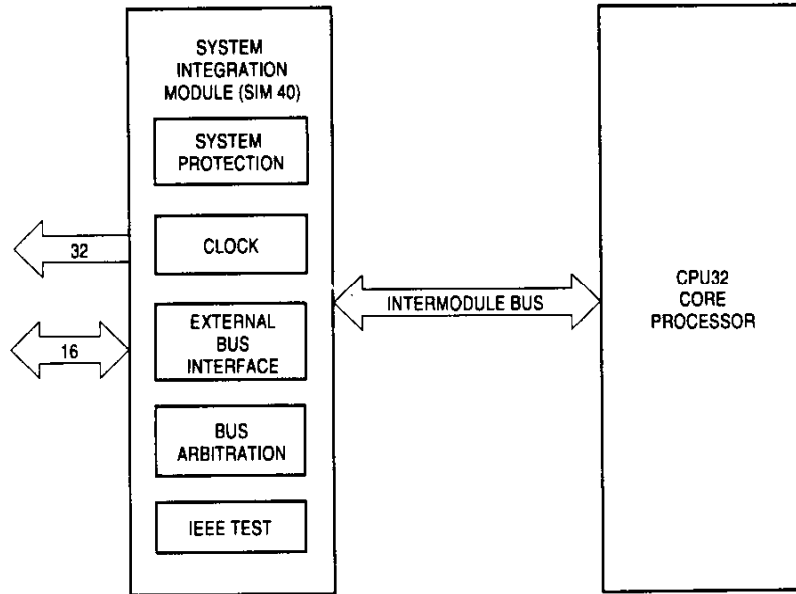 SYSTEM
INTEGRATION
MODULE (SIM 40)
SYSTEM
PROTECTION
32
CLOCK
EXTERNAL
BUS
INTERFACE
16
BUS
ARBITRATION
IEEE TEST
INTERMODULE BUS
CPU32
CORE
PROCESSOR